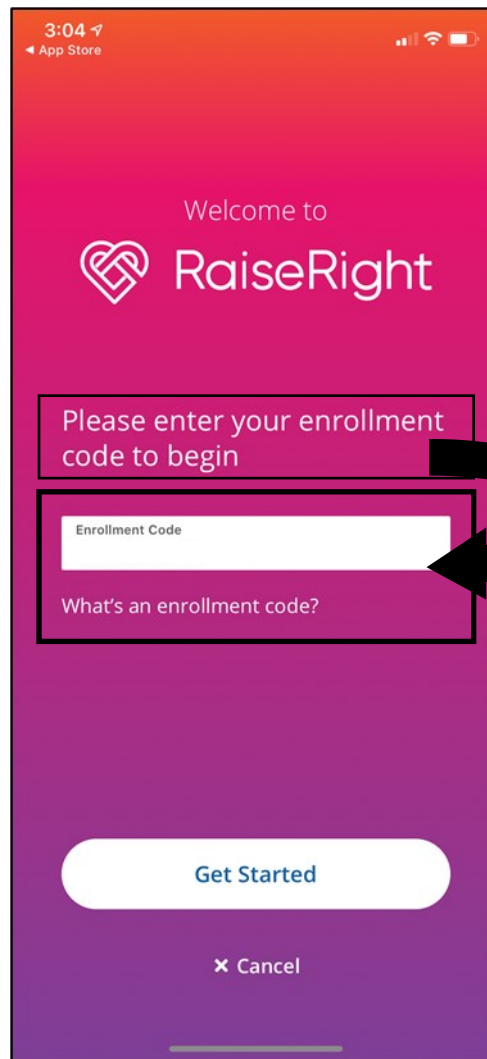 3:04
◀ App Store
Welcome to
RaiseRight
Please enter your enrollment
code to begin
Enrollment Code
What's an enrollment code?
Get Started
× Cancel